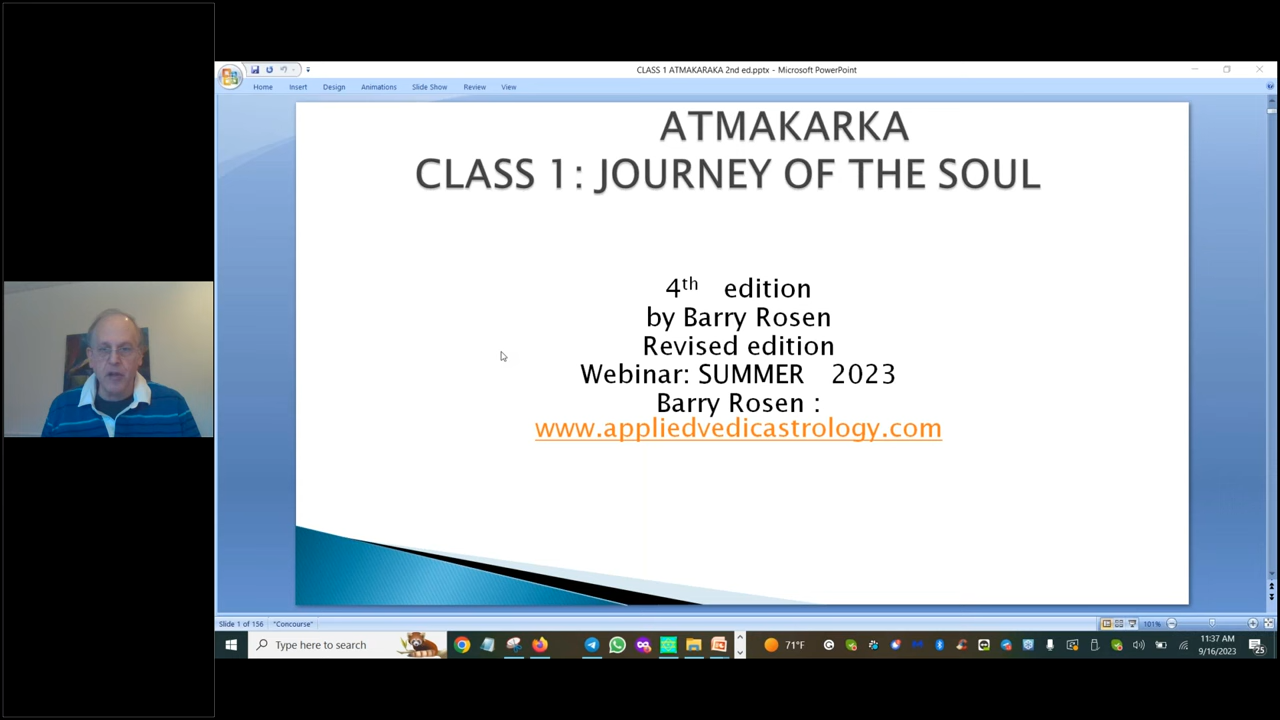 CLASS 1 ATMAKARAKA 2nd ed.pptx - Microsoft PowerPoint
Home Insert Design Animations Slide Show Review View
ATMAKARKA
CLASS 1: JOURNEY OF THE SOUL
4th edition
by Barry Rosen
Revised edition
Webinar: SUMMER 2023
Barry Rosen :
www.appliedvedicastrology.com
Slide 1 of 156 "Concourse" 101%
Type here to search 71°F 11:37 AM
9/16/2023 25